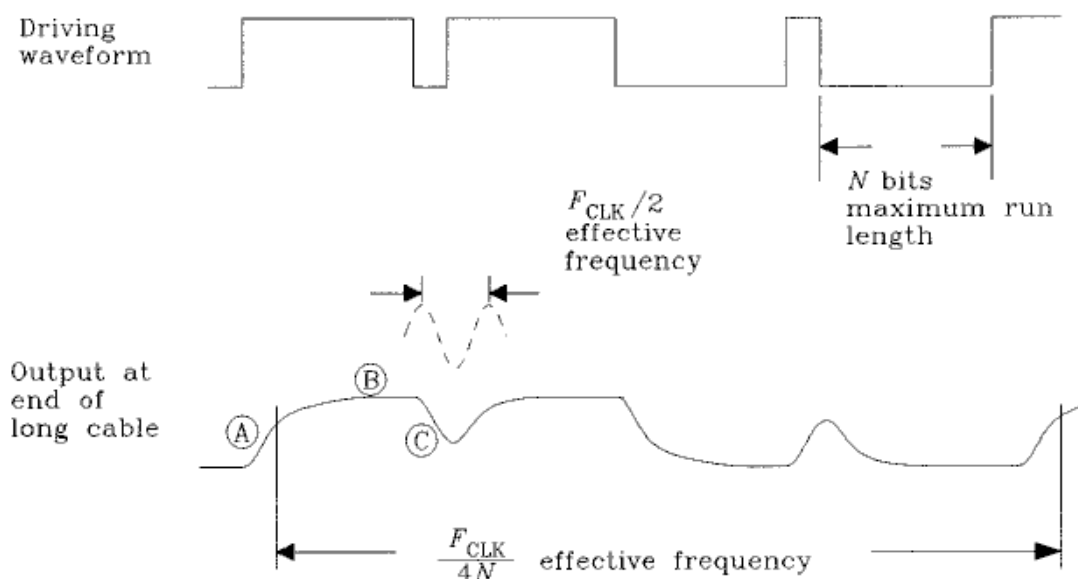 Driving
waveform
N bits
maximum run
length
F_CLK/2
effective
frequency
Output at
end of
long cable
A
B
C
F_CLK/4N effective frequency